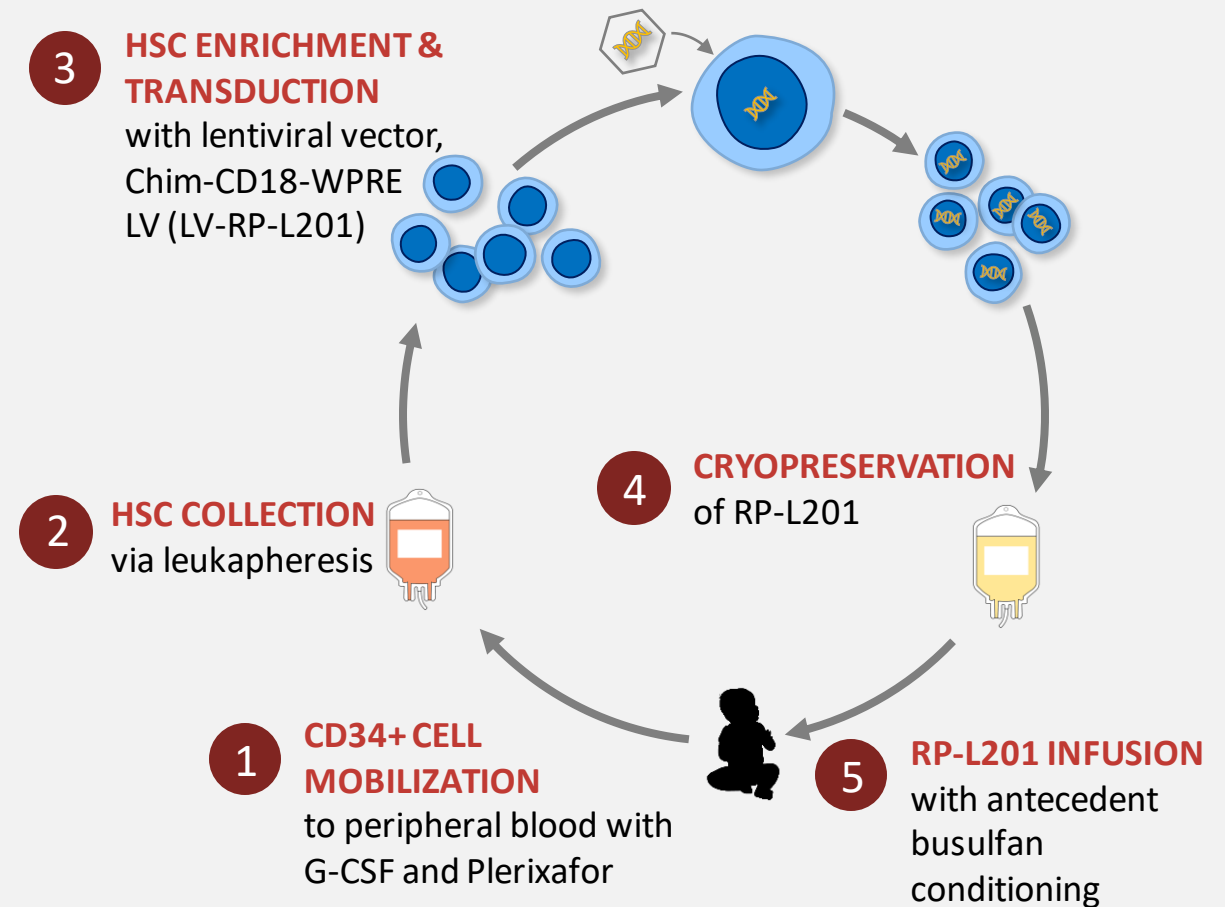 1
CD34+ CELL
MOBILIZATION
to peripheral blood with
G-CSF and Plerixafor
2
HSC COLLECTION
via leukapheresis
3
HSC ENRICHMENT &
TRANSDUCTION
with lentiviral vector,
Chim-CD18-WPRE
LV (LV-RP-L201)
4
CRYOPRESERVATION
of RP-L201
5
RP-L201 INFUSION
with antecedent
busulfan
conditioning